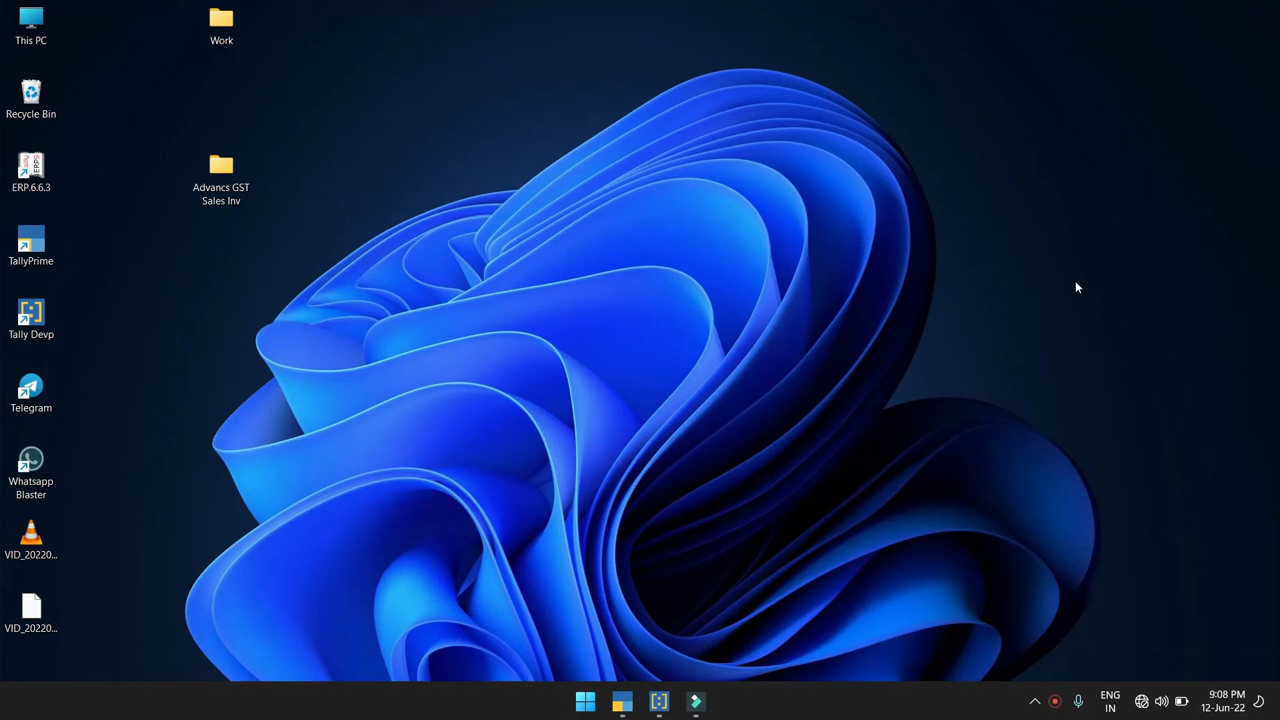 This PC
Work
Recycle Bin
Advancs GST
Sales Inv
ERP.6.6.3
TallyPrime
Tally Devp
Telegram
Whatsapp
Blaster
VID_20220...
VID_20220...
ENG
IN
9:08 PM
12-Jun-22